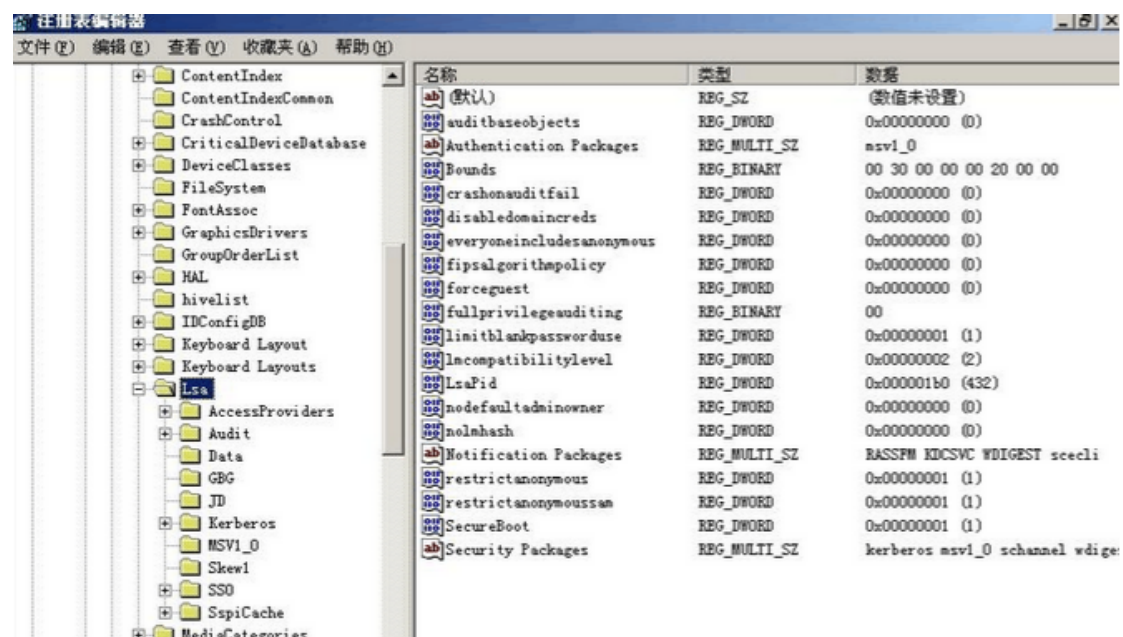 注册表编辑器
文件(F) 编辑(E) 查看(V) 收藏夹(A) 帮助(H)
ContentIndex
ContentIndexCommon
CrashControl
CriticalDeviceDatabase
DeviceClasses
FileSystem
FontAssoc
GraphicsDrivers
GroupOrderList
HAL
hivelist
IDConfigDB
Keyboard Layout
Keyboard Layouts
Lsa
AccessProviders
Audit
Data
GBG
JD
Kerberos
MSV1_0
Skew1
SSO
SspiCache
MediaCategories
名称 类型 数据
(默认) REG_SZ (数值未设置)
auditbaseobjects REG_DWORD 0x00000000 (0)
Authentication Packages REG_MULTI_SZ msv1_0
Bounds REG_BINARY 00 30 00 00 00 20 00 00
crashonauditfail REG_DWORD 0x00000000 (0)
disabledomaincreds REG_DWORD 0x00000000 (0)
everyoneincludesanonymous REG_DWORD 0x00000000 (0)
fipsalgorithmpolicy REG_DWORD 0x00000000 (0)
forceguest REG_DWORD 0x00000000 (0)
fullprivilegeauditing REG_BINARY 00
limitblankpassworduse REG_DWORD 0x00000001 (1)
lmcompatibilitylevel REG_DWORD 0x00000002 (2)
LsaPid REG_DWORD 0x000001b0 (432)
nodefaultadminowner REG_DWORD 0x00000000 (0)
nolmhash REG_DWORD 0x00000000 (0)
Notification Packages REG_MULTI_SZ RASSFM KDCSVC WDIGEST scecli
restrictanonymous REG_DWORD 0x00000001 (1)
restrictanonymoussam REG_DWORD 0x00000001 (1)
SecureBoot REG_DWORD 0x00000001 (1)
Security Packages REG_MULTI_SZ kerberos msv1_0 schannel wdige